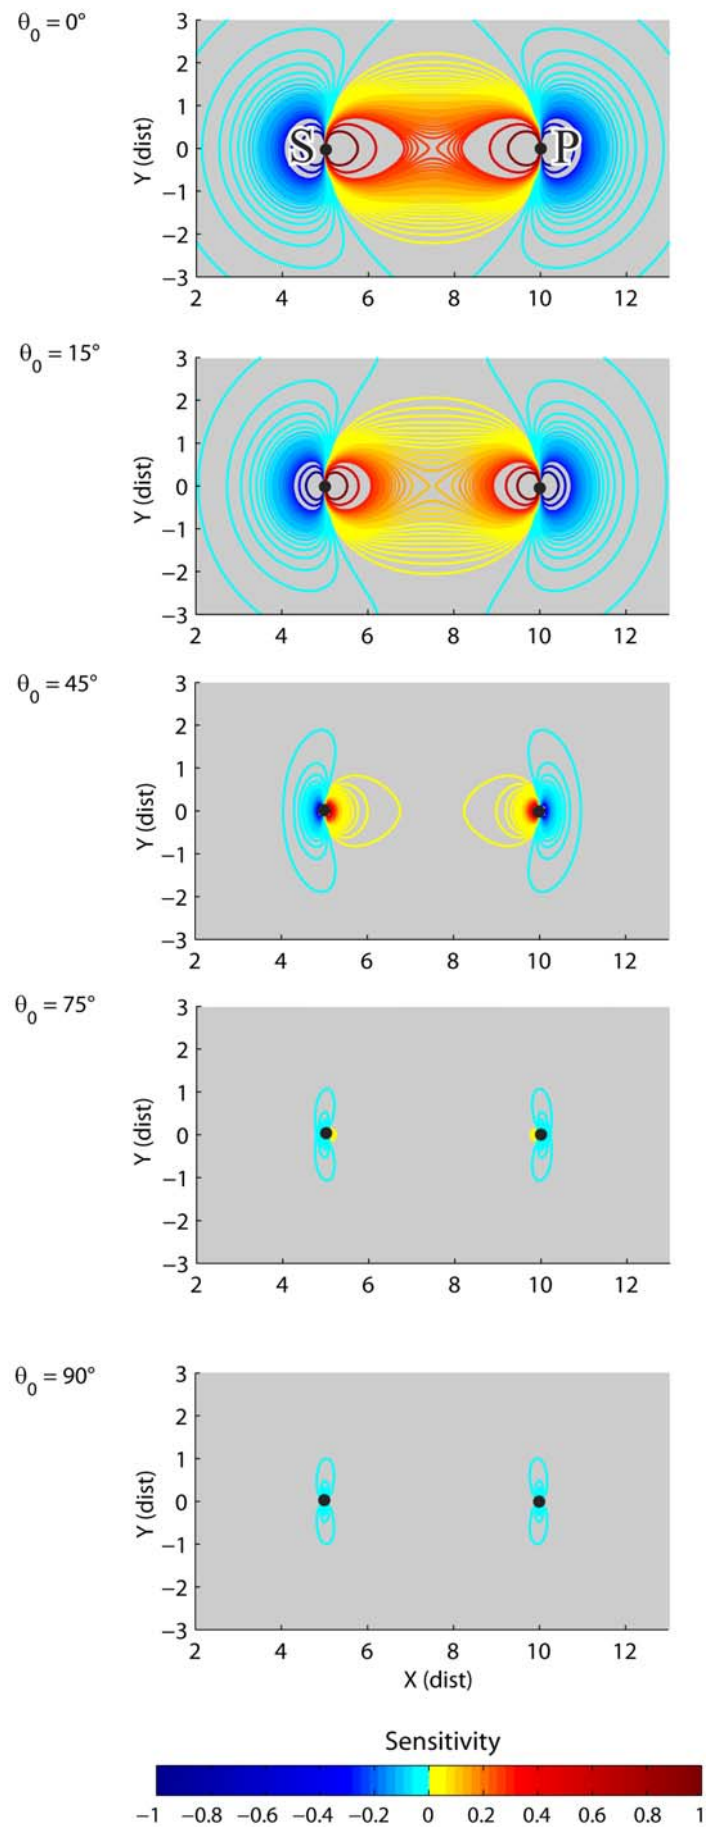 θ0 = 0°
3
2
1
0
−1
−2
−3
Y (dist)
S P
2 4 6 8 10 12
θ0 = 15°
3
2
1
0
−1
−2
−3
Y (dist)
2 4 6 8 10 12
θ0 = 45°
3
2
1
0
−1
−2
−3
Y (dist)
2 4 6 8 10 12
θ0 = 75°
3
2
1
0
−1
−2
−3
Y (dist)
2 4 6 8 10 12
θ0 = 90°
3
2
1
0
−1
−2
−3
Y (dist)
2 4 6 8 10 12
X (dist)
Sensitivity
−1 −0.8 −0.6 −0.4 −0.2 0 0.2 0.4 0.6 0.8 1